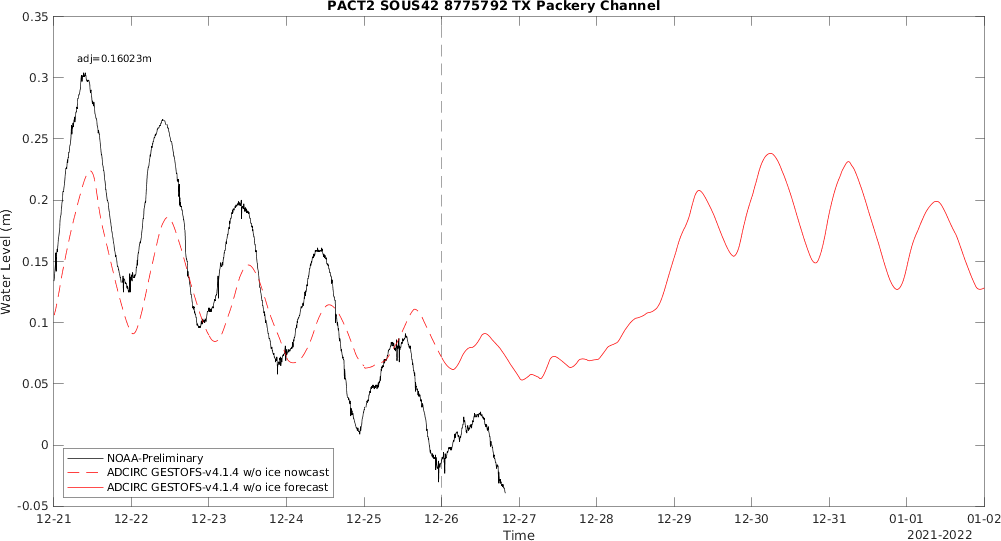 PACT2 SOUS42 8775792 TX Packery Channel
0.35
adj=0.16023m
0.3
0.25
0.2
0.15
0.1
0.05
0
-0.05
Water Level (m)
NOAA-Preliminary
ADCIRC GESTOFS-v4.1.4 w/o ice nowcast
ADCIRC GESTOFS-v4.1.4 w/o ice forecast
12-21 12-22 12-23 12-24 12-25 12-26 12-27 12-28 12-29 12-30 12-31 01-01 01-02
Time
2021-2022